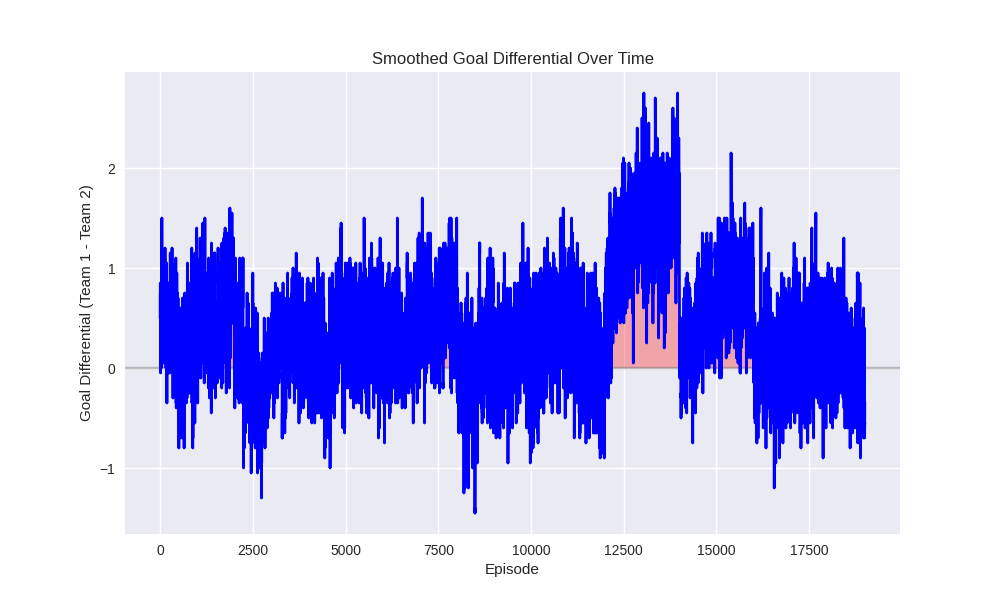 Smoothed Goal Differential Over Time
Goal Differential (Team 1 - Team 2)
2
1
0
−1
0 2500 5000 7500 10000 12500 15000 17500
Episode